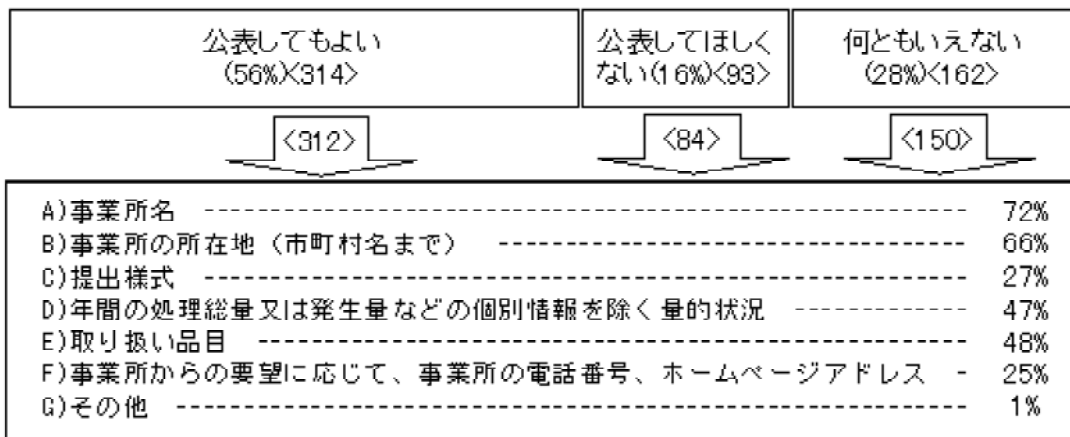 公表してもよい
(56%)<314>
公表してほしく
ない(16%)<93>
何ともいえない
(28%)<162>
<312>
<84>
<150>
A)事業所名 --------------------------------------------------------- 72%
B)事業所の所在地（市町村名まで） ----------------------------------- 66%
C)提出様式 --------------------------------------------------------- 27%
D)年間の処理総量又は発生量などの個別情報を除く量的状況 ------------- 47%
E)取り扱い品目 ----------------------------------------------------- 48%
F)事業所からの要望に応じて、事業所の電話番号、ホームページアドレス - 25%
G)その他 ----------------------------------------------------------- 1%